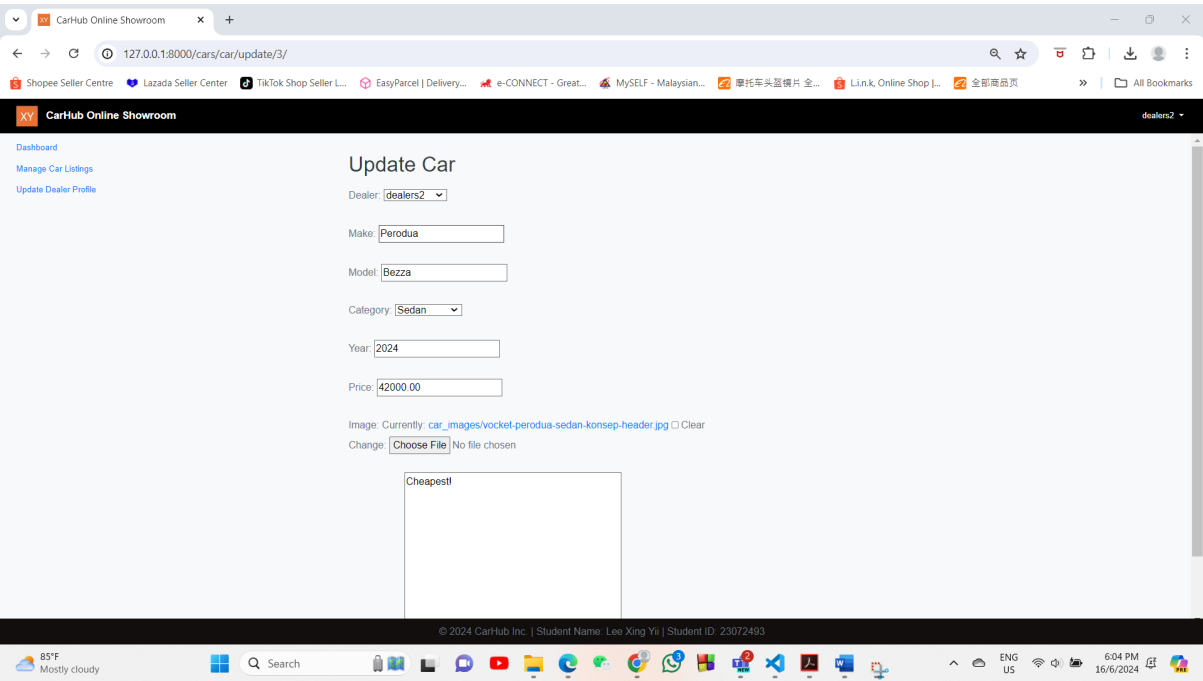 XY CarHub Online Showroom
127.0.0.1:8000/cars/car/update/3/
Shopee Seller Centre Lazada Seller Center TikTok Shop Seller L... EasyParcel | Delivery... e-CONNECT - Great... MySELF - Malaysian... 摩托车头盔镜片 全... L.i.n.k, Online Shop |... 全部商品页 » All Bookmarks
XY CarHub Online Showroom dealers2
Dashboard
Manage Car Listings
Update Dealer Profile
Update Car
Dealer: dealers2
Make: Perodua
Model: Bezza
Category: Sedan
Year: 2024
Price: 42000.00
Image: Currently: car_images/vocket-perodua-sedan-konsep-header.jpg Clear
Change: Choose File No file chosen
Cheapest!
© 2024 CarHub Inc. | Student Name: Lee Xing Yii | Student ID: 23072493
85°F
Mostly cloudy
Search
3
2
NEW
ENG
US
6:04 PM
16/6/2024
PRE